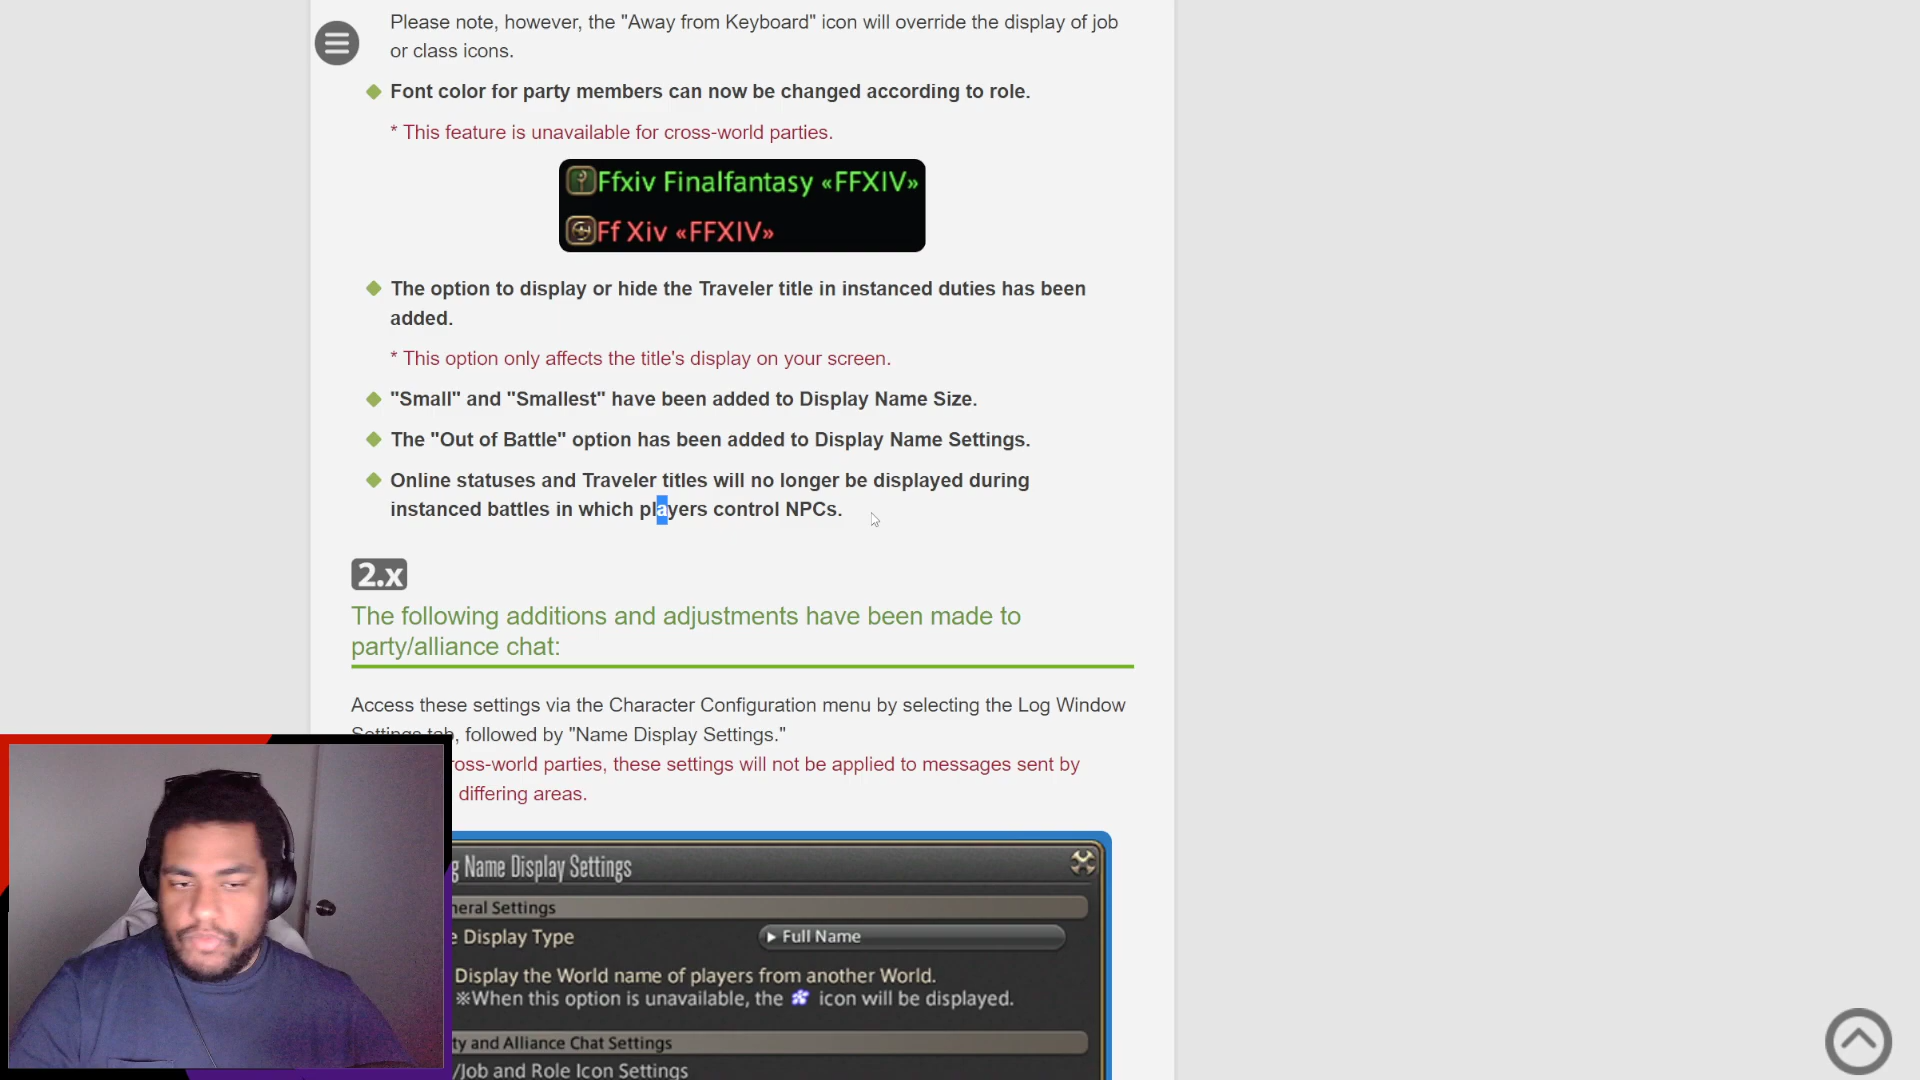 Please note, however, the "Away from Keyboard" icon will override the display of job
or class icons.
Font color for party members can now be changed according to role.
* This feature is unavailable for cross-world parties.
Ffxiv Finalfantasy «FFXIV»
Ff Xiv «FFXIV»
The option to display or hide the Traveler title in instanced duties has been
added.
* This option only affects the title's display on your screen.
"Small" and "Smallest" have been added to Display Name Size.
The "Out of Battle" option has been added to Display Name Settings.
Online statuses and Traveler titles will no longer be displayed during
instanced battles in which players control NPCs.
2.x
The following additions and adjustments have been made to
party/alliance chat:
Access these settings via the Character Configuration menu by selecting the Log Window
Settings tab, followed by "Name Display Settings."
ross-world parties, these settings will not be applied to messages sent by
differing areas.
g Name Display Settings
neral Settings
e Display Type
Full Name
Display the World name of players from another World.
※When this option is unavailable, the icon will be displayed.
ty and Alliance Chat Settings
/Job and Role Icon Settings